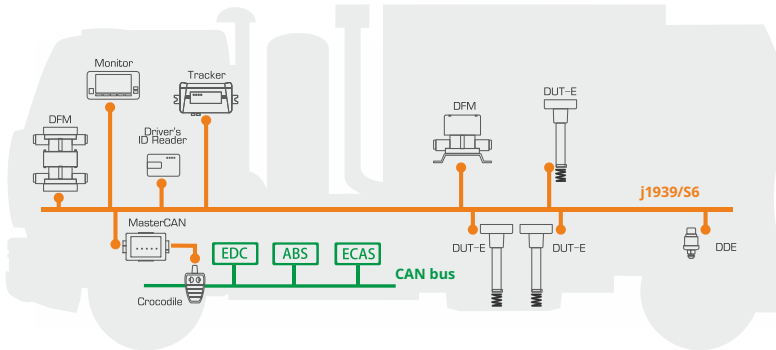 Monitor
Tracker
DFM
Driver's
ID Reader
DFM
DUT-E
j1939/S6
MasterCAN
EDC
ABS
ECAS
DUT-E
DUT-E
DDE
CAN bus
Crocodile